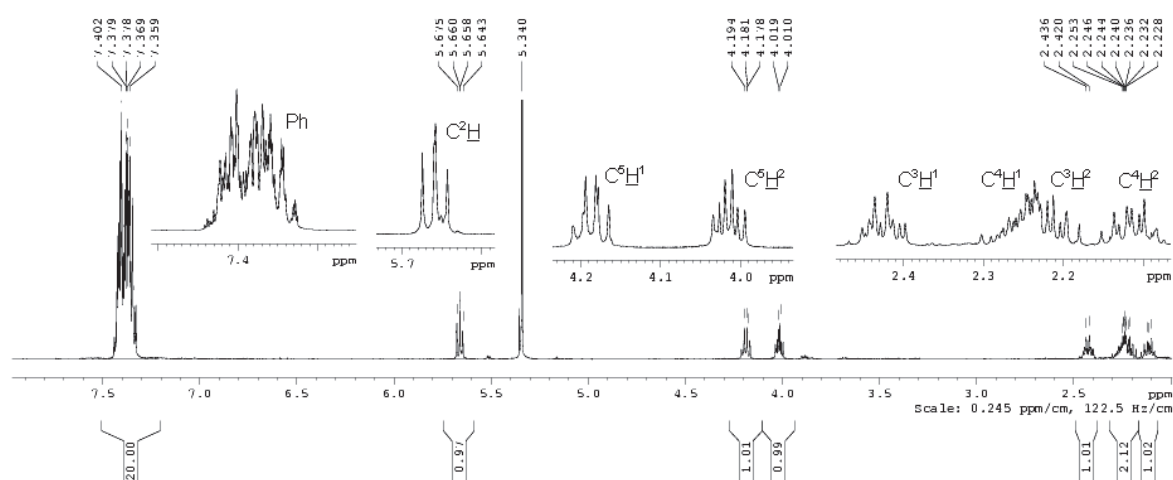 7.402
7.379
7.378
7.369
7.359
5.675
5.660
5.658
5.643
5.340
4.194
4.181
4.178
4.019
4.010
2.436
2.420
2.253
2.246
2.244
2.240
2.236
2.232
2.228
Ph
C²H
C⁵H¹
C⁵H²
C³H¹
C⁴H¹
C³H²
C⁴H²
7.4 ppm
5.7 ppm
4.2 4.1 4.0 ppm
2.4 2.3 2.2 ppm
7.5 7.0 6.5 6.0 5.5 5.0 4.5 4.0 3.5 3.0 2.5 ppm
Scale: 0.245 ppm/cm, 122.5 Hz/cm
20.00
0.97
1.01
0.99
1.01
2.12
1.02